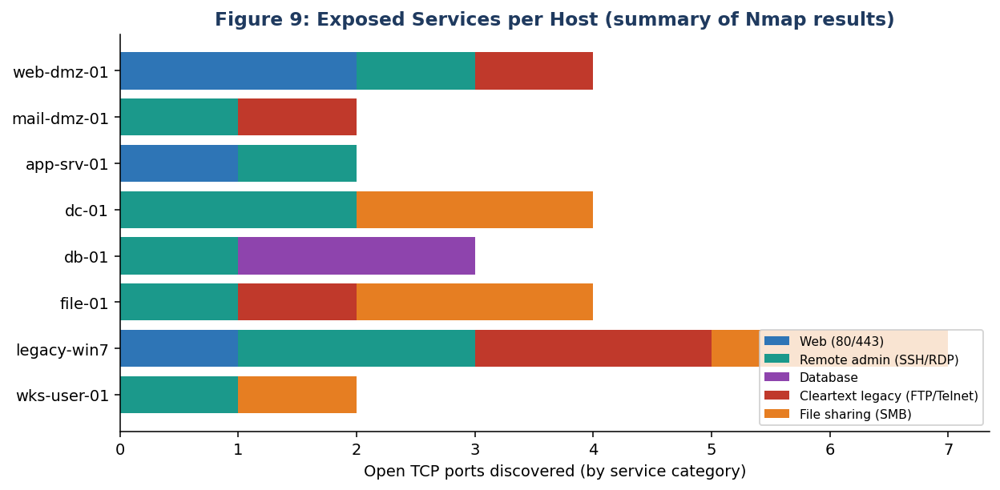 Figure 9: Exposed Services per Host (summary of Nmap results)
web-dmz-01
mail-dmz-01
app-srv-01
dc-01
db-01
file-01
legacy-win7
wks-user-01
Web (80/443)
Remote admin (SSH/RDP)
Database
Cleartext legacy (FTP/Telnet)
File sharing (SMB)
0 1 2 3 4 5 6 7
Open TCP ports discovered (by service category)